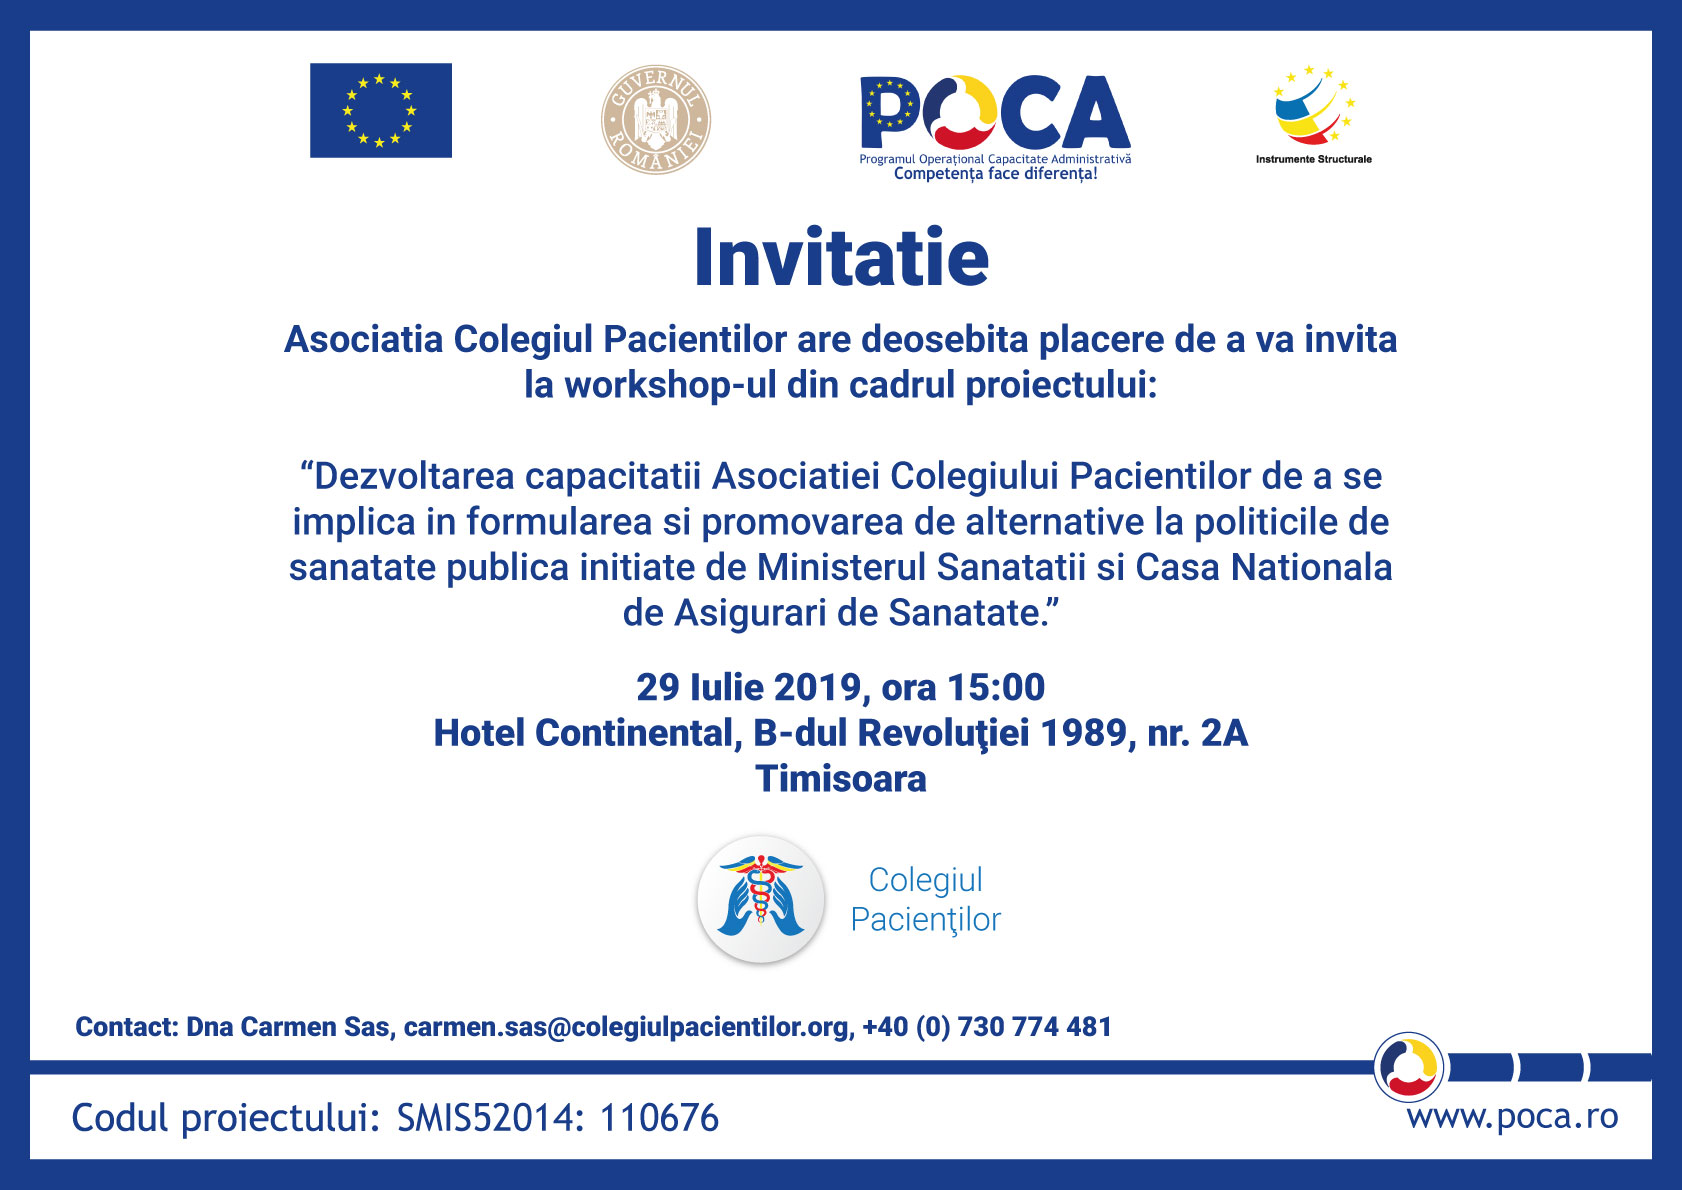 GUVERNUL ROMÂNIEI
POCA
Programul Operațional Capacitate Administrativă
Competența face diferența!
Instrumente Structurale
Invitatie
Asociatia Colegiul Pacientilor are deosebita placere de a va invita
la workshop-ul din cadrul proiectului:
“Dezvoltarea capacitatii Asociatiei Colegiului Pacientilor de a se
implica in formularea si promovarea de alternative la politicile de
sanatate publica initiate de Ministerul Sanatatii si Casa Nationala
de Asigurari de Sanatate.”
29 Iulie 2019, ora 15:00
Hotel Continental, B-dul Revoluţiei 1989, nr. 2A
Timisoara
Colegiul
Pacienţilor
Contact: Dna Carmen Sas, carmen.sas@colegiulpacientilor.org, +40 (0) 730 774 481
Codul proiectului: SMIS52014: 110676
www.poca.ro